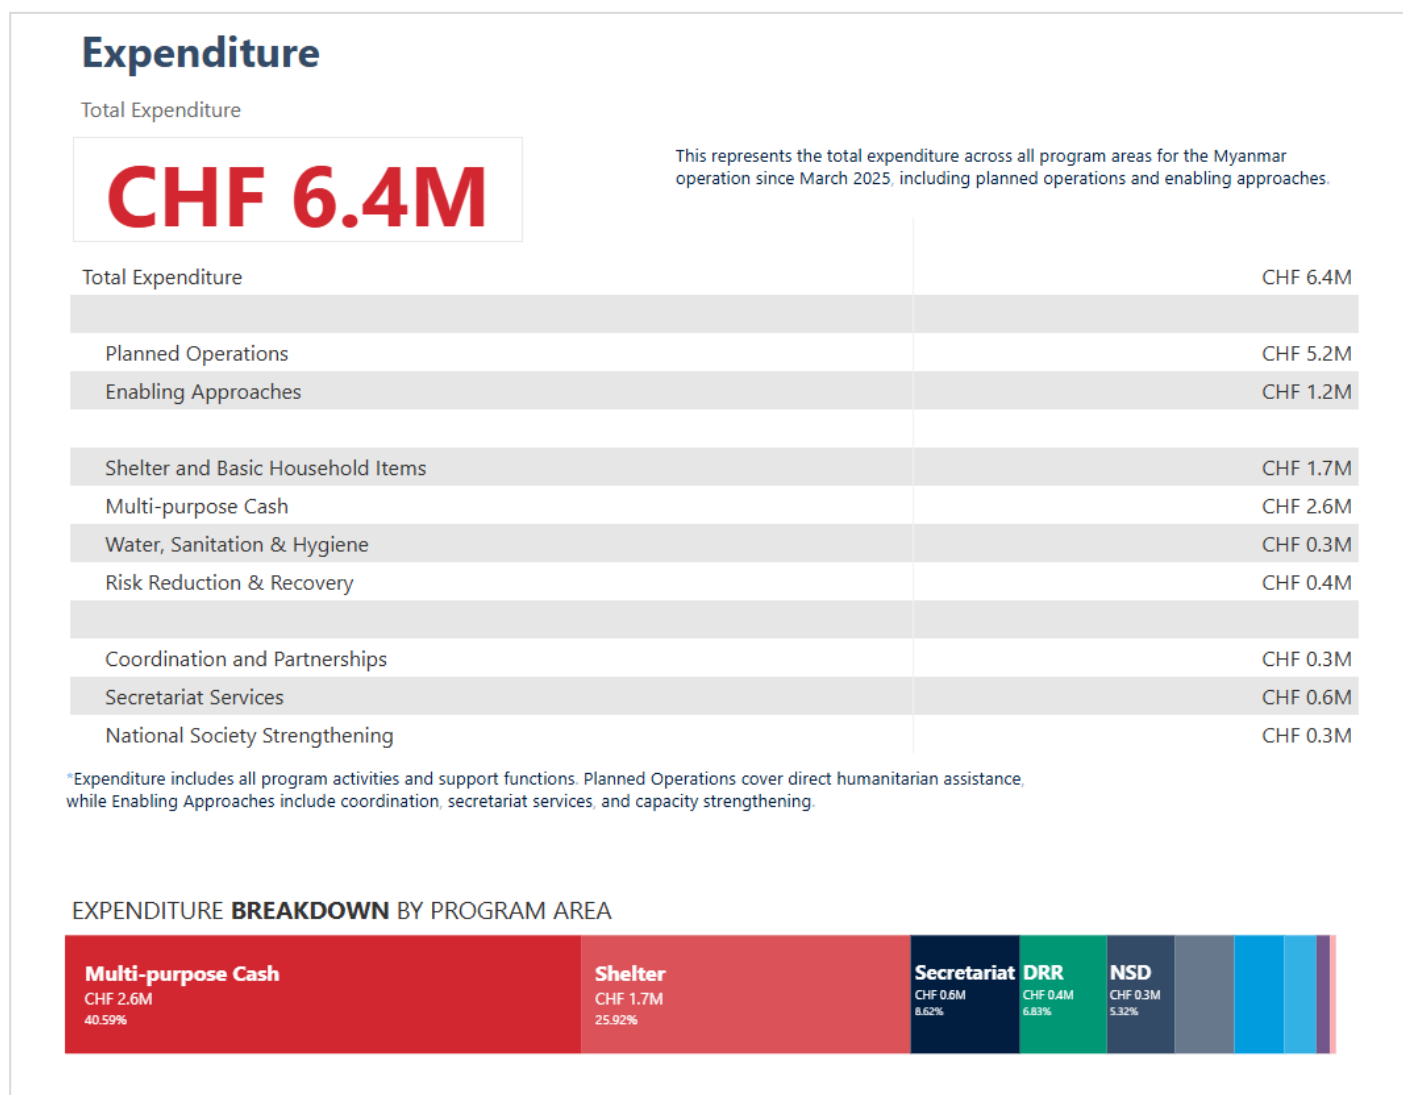 Expenditure
Total Expenditure
CHF 6.4M
This represents the total expenditure across all program areas for the Myanmar
operation since March 2025, including planned operations and enabling approaches.
Total Expenditure CHF 6.4M
Planned Operations CHF 5.2M
Enabling Approaches CHF 1.2M
Shelter and Basic Household Items CHF 1.7M
Multi-purpose Cash CHF 2.6M
Water, Sanitation & Hygiene CHF 0.3M
Risk Reduction & Recovery CHF 0.4M
Coordination and Partnerships CHF 0.3M
Secretariat Services CHF 0.6M
National Society Strengthening CHF 0.3M
*Expenditure includes all program activities and support functions. Planned Operations cover direct humanitarian assistance,
while Enabling Approaches include coordination, secretariat services, and capacity strengthening.
EXPENDITURE BREAKDOWN BY PROGRAM AREA
Multi-purpose Cash
CHF 2.6M
40.59%
Shelter
CHF 1.7M
25.92%
Secretariat
CHF 0.6M
8.62%
DRR
CHF 0.4M
6.83%
NSD
CHF 0.3M
5.32%